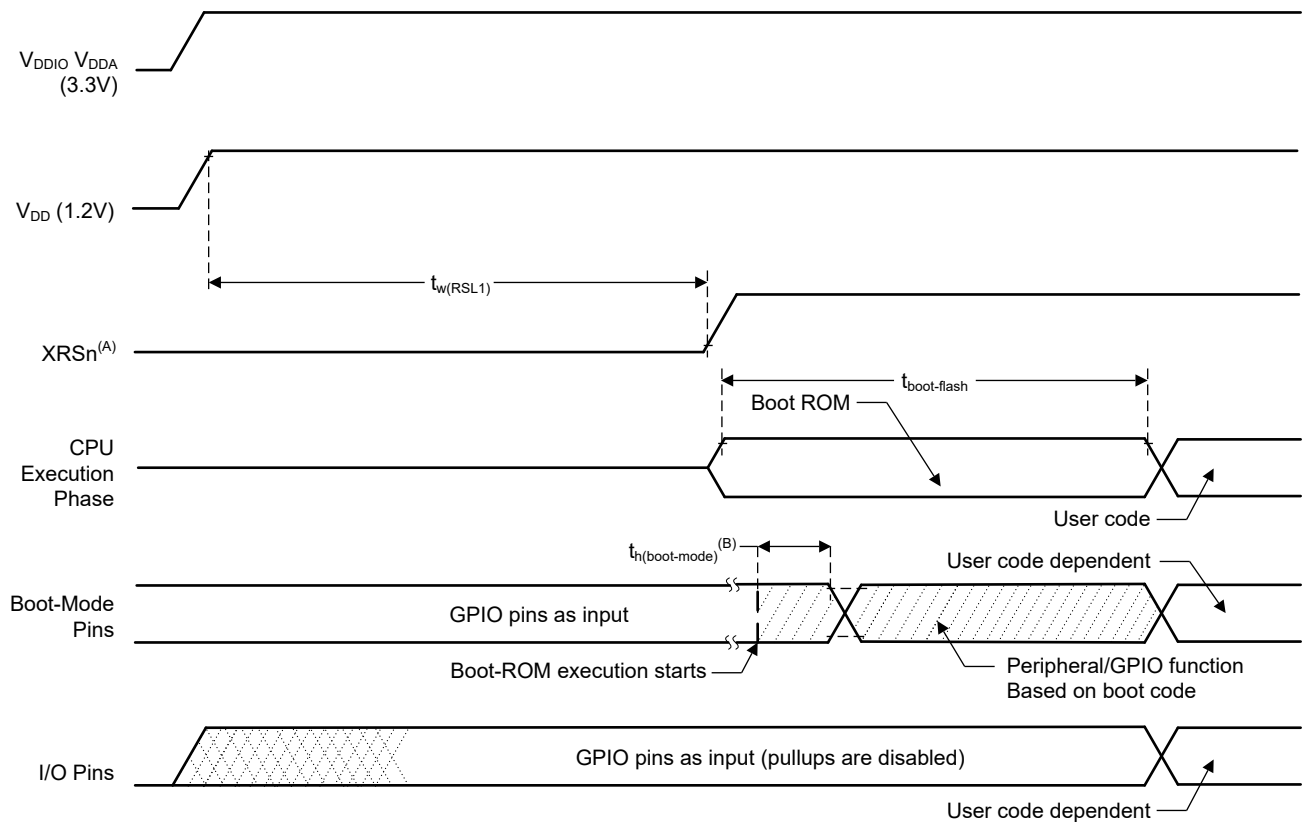 VDDIO VDDA
(3.3V)
VDD (1.2V)
tw(RSL1)
XRSn(A)
tboot-flash
Boot ROM
CPU
Execution
Phase
User code
th(boot-mode)(B)
User code dependent
Boot-Mode
Pins
GPIO pins as input
Boot-ROM execution starts
Peripheral/GPIO function
Based on boot code
I/O Pins
GPIO pins as input (pullups are disabled)
User code dependent